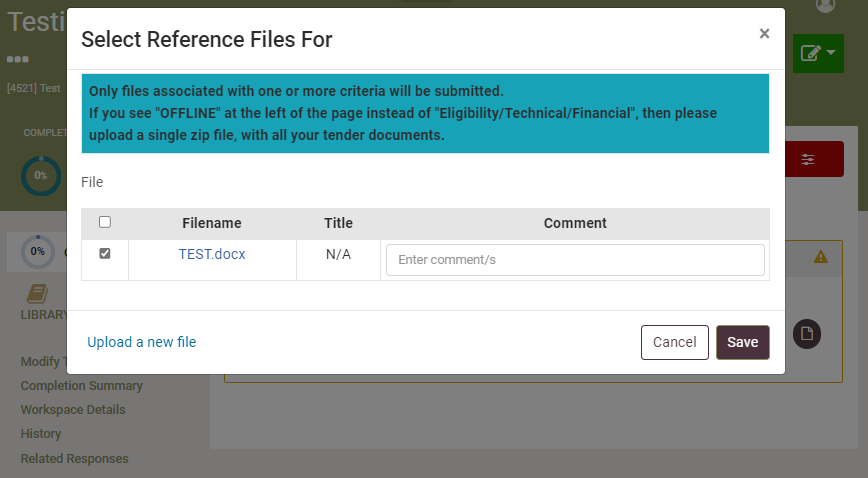 Testi
Select Reference Files For
×
[4521] Test
Only files associated with one or more criteria will be submitted.
If you see "OFFLINE" at the left of the page instead of "Eligibility/Technical/Financial", then please
upload a single zip file, with all your tender documents.
COMPLET
0%
File
Filename Title Comment
TEST.docx N/A Enter comment/s
0%
LIBRARY
Upload a new file Cancel Save
Modify T
Completion Summary
Workspace Details
History
Related Responses